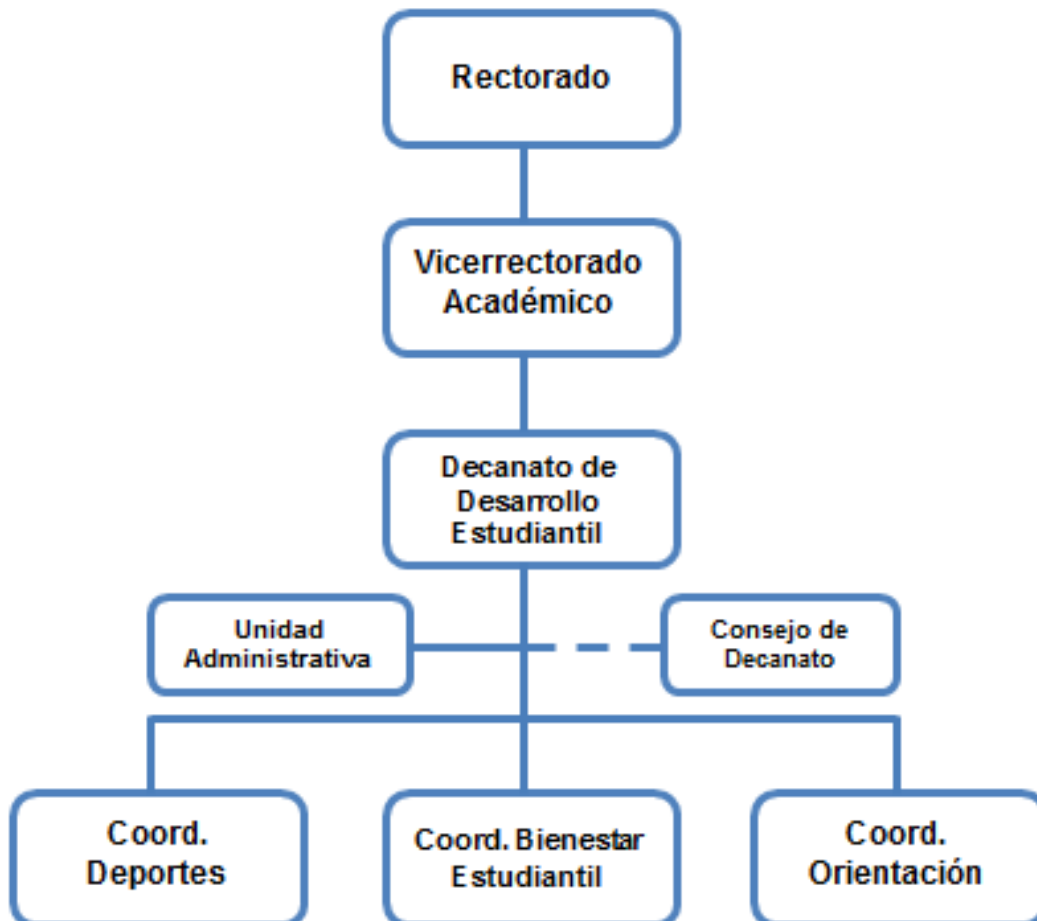 Rectorado
Vicerrectorado
Académico
Decanato de
Desarrollo
Estudiantil
Unidad
Administrativa
Consejo de
Decanato
Coord.
Deportes
Coord. Bienestar
Estudiantil
Coord.
Orientación